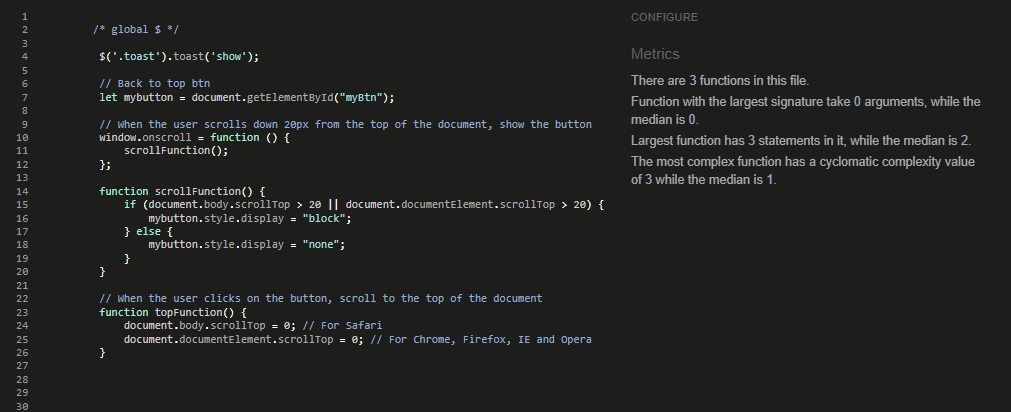 1
2 /* global $ */
3
4 $('.toast').toast('show');
5
6 // Back to top btn
7 let mybutton = document.getElementById("myBtn");
8
9 // When the user scrolls down 20px from the top of the document, show the button
10 window.onscroll = function () {
11 scrollFunction();
12 };
13
14 function scrollFunction() {
15 if (document.body.scrollTop > 20 || document.documentElement.scrollTop > 20) {
16 mybutton.style.display = "block";
17 } else {
18 mybutton.style.display = "none";
19 }
20 }
21
22 // When the user clicks on the button, scroll to the top of the document
23 function topFunction() {
24 document.body.scrollTop = 0; // For Safari
25 document.documentElement.scrollTop = 0; // For Chrome, Firefox, IE and Opera
26 }
27
28
29
30
CONFIGURE
Metrics
There are 3 functions in this file.
Function with the largest signature take 0 arguments, while the
median is 0.
Largest function has 3 statements in it, while the median is 2.
The most complex function has a cyclomatic complexity value
of 3 while the median is 1.